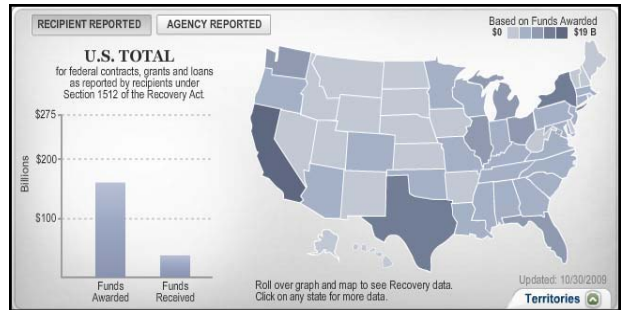 RECIPIENT REPORTED
AGENCY REPORTED
Based on Funds Awarded
$0 $19 B
U.S. TOTAL
for federal contracts, grants and loans
as reported by recipients under
Section 1512 of the Recovery Act.
$275
$200
$100
Billions
Funds
Awarded
Funds
Received
Roll over graph and map to see Recovery data.
Click on any state for more data.
Updated: 10/30/2009
Territories